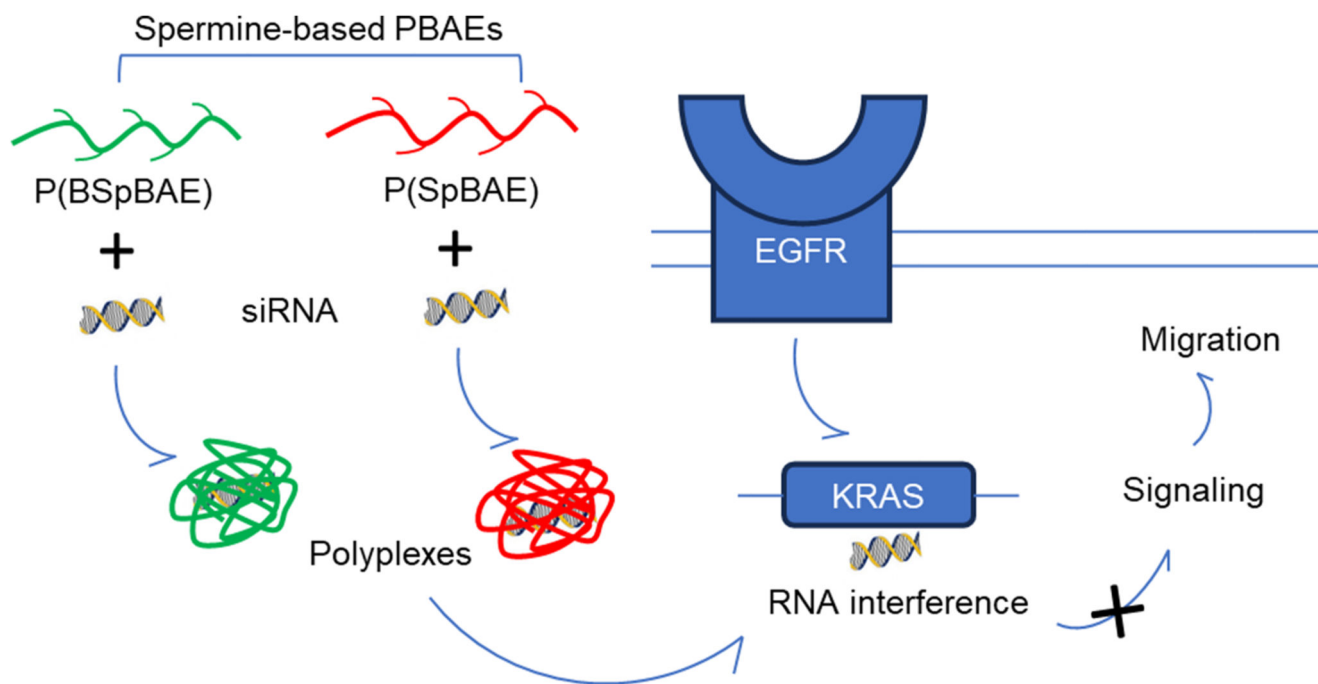 Spermine-based PBAEs
P(BSpBAE)
P(SpBAE)
siRNA
Polyplexes
EGFR
KRAS
RNA interference
Signaling
Migration